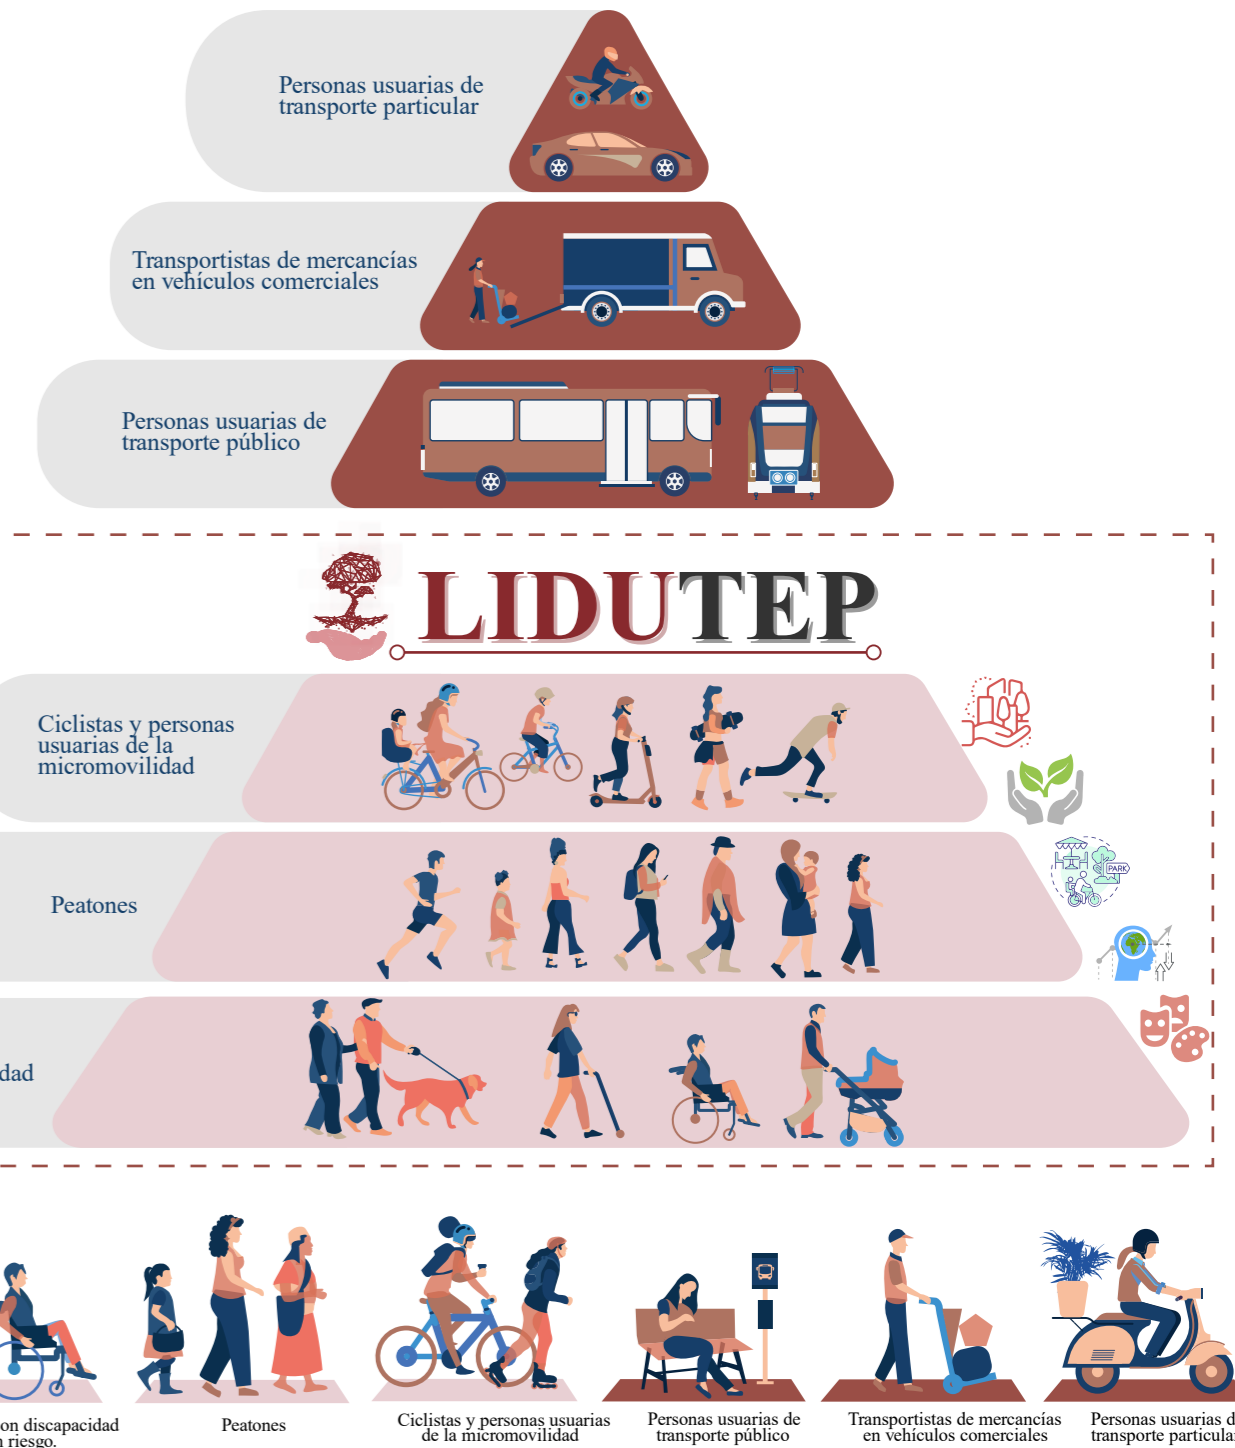 Personas usuarias de
transporte particular
Transportistas de mercancías
en vehículos comerciales
Personas usuarias de
transporte público
LIDUTEP
Ciclistas y personas
usuarias de la
micromovilidad
PARK
Peatones
dad
on discapacidad
n riesgo.
Peatones
Ciclistas y personas usuarias
de la micromovilidad
Personas usuarias de
transporte público
Transportistas de mercancías
en vehículos comerciales
Personas usuarias d
transporte particular